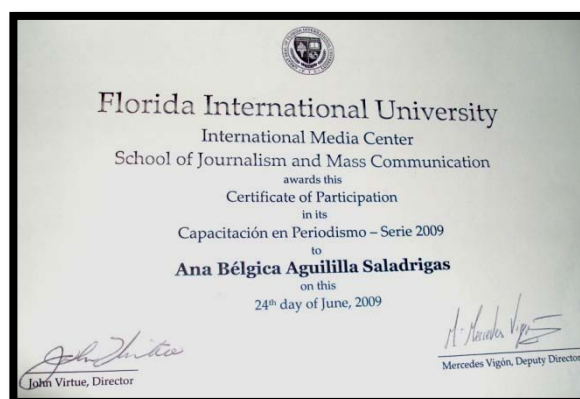 Florida International University
International Media Center
School of Journalism and Mass Communication
awards this
Certificate of Participation
in its
Capacitación en Periodismo – Serie 2009
to
Ana Bélgica Aguililla Saladrigas
on this
24th day of June, 2009
John Virtue, Director
Mercedes Vigón, Deputy Director